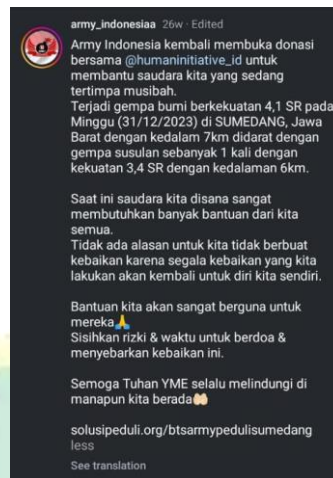 army_indonesiaa 26w · Edited
Army Indonesia kembali membuka donasi
bersama @humaninitiative_id untuk
membantu saudara kita yang sedang
tertimpa musibah.
Terjadi gempa bumi berkekuatan 4,1 SR pada
Minggu (31/12/2023) di SUMEDANG, Jawa
Barat dengan kedalam 7km didarat dengan
gempa susulan sebanyak 1 kali dengan
kekuatan 3,4 SR dengan kedalaman 6km.
Saat ini saudara kita disana sangat
membutuhkan banyak bantuan dari kita
semua.
Tidak ada alasan untuk kita tidak berbuat
kebaikan karena segala kebaikan yang kita
lakukan akan kembali untuk diri kita sendiri.
Bantuan kita akan sangat berguna untuk
mereka🙏
Sisihkan rizki & waktu untuk berdoa &
menyebarkan kebaikan ini.
Semoga Tuhan YME selalu melindungi di
manapun kita berada🤲🏻
solusipeduli.org/btsarmypedulisumedang
less
See translation